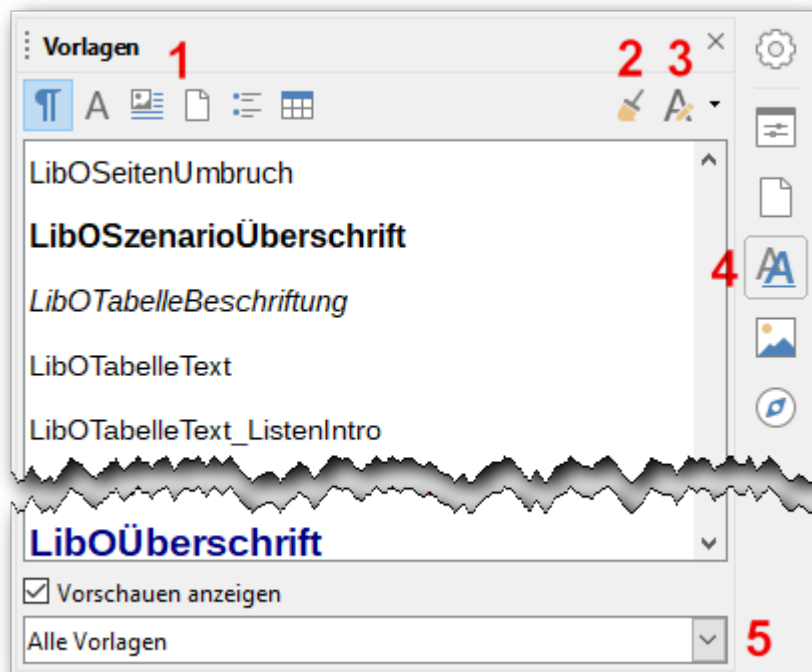 Vorlagen
1
2
3
LibOSeitenUmbruch
LibOSzenarioÜberschrift
LibOTabelleBeschriftung
4
LibOTabelleText
LibOTabelleText_ListenIntro
LibOÜberschrift
Vorschauen anzeigen
Alle Vorlagen
5